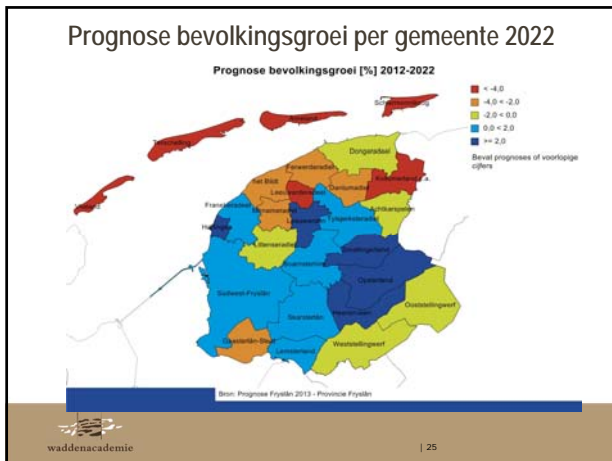 Prognose bevolkingsgroei per gemeente 2022
Prognose bevolkingsgroei [%] 2012-2022
< -4,0
-4,0 < -2,0
-2,0 < 0,0
0,0 < 2,0
>= 2,0
Bevat prognoses of voorlopige
cijfers
Schiermonnikoog
Ameland
Terschelling
Vlieland
Dongeradeel
Ferwerderadiel
Kollumerland c.a.
het Bildt
Dantumadiel
Leeuwarderadeel
Achtkarspelen
Franekeradeel
Menameradiel
Leeuwarden
Tytsjerksteradiel
Harlingen
Littenseradiel
Smallingerland
Boarnsterhim
Opsterland
Súdwest-Fryslân
Ooststellingwerf
Skarsterlân
Heerenveen
Weststellingwerf
Gaasterlân-Sleat
Lemsterland
Bron: Prognose Fryslân 2013 - Provincie Fryslân
waddenacademie
| 25